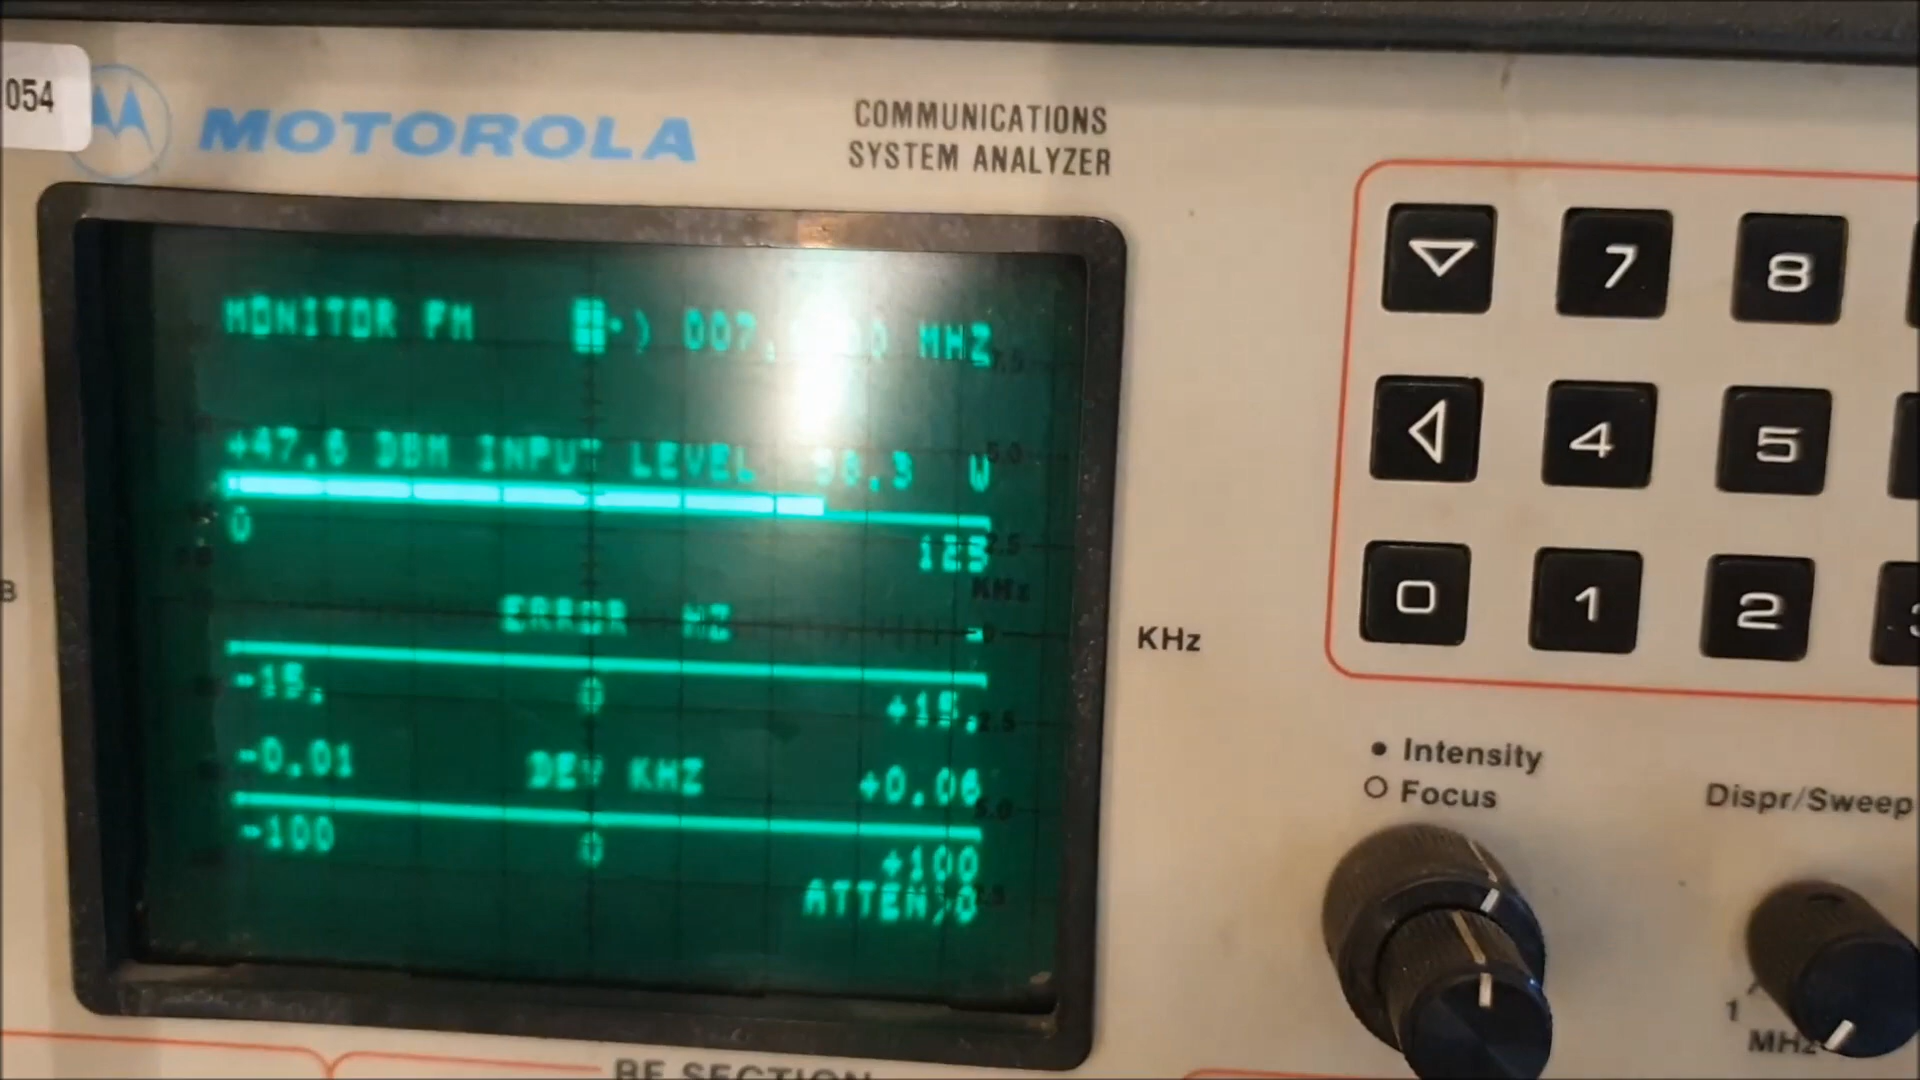 054
MOTOROLA
COMMUNICATIONS
SYSTEM ANALYZER
MONITOR FM MHZ
+47.6 DBM INPUT LEVEL W
0 125
KHz
ERROR HZ
-15. 0 +15.
-0.01 DEV KHZ +0.06
-100 0 +100
ATTEN>0
KHz
7 8
4 5
0 1 2
Intensity
Focus
Dispr/Sweep
1
MHz
RF SECTION